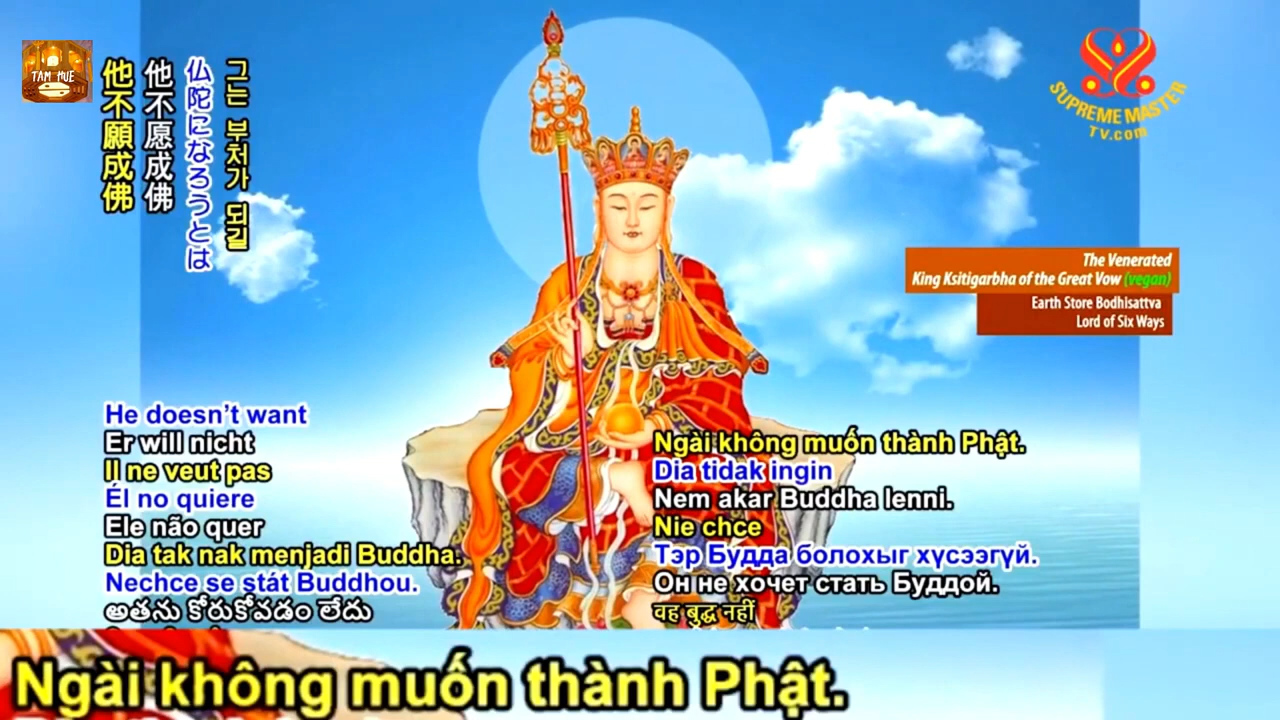 TAM HUE
他不願成佛
他不愿成佛
仏陀になろうとは
그는 부처가 되길
SUPREME MASTER
TV.com
The Venerated
King Ksitigarbha of the Great Vow (vegan)
Earth Store Bodhisattva
Lord of Six Ways
He doesn't want
Er will nicht
Il ne veut pas
Él no quiere
Ele não quer
Dia tak nak menjadi Buddha.
Nechce se stát Buddhou.
అతను కోరుకోవడం లేదు
Ngài không muốn thành Phật.
Dia tidak ingin
Nem akar Buddha lenni.
Nie chce
Тэр Будда болохыг хүсээгүй.
Он не хочет стать Буддой.
वह बुद्ध नहीं
Ngài không muốn thành Phật.